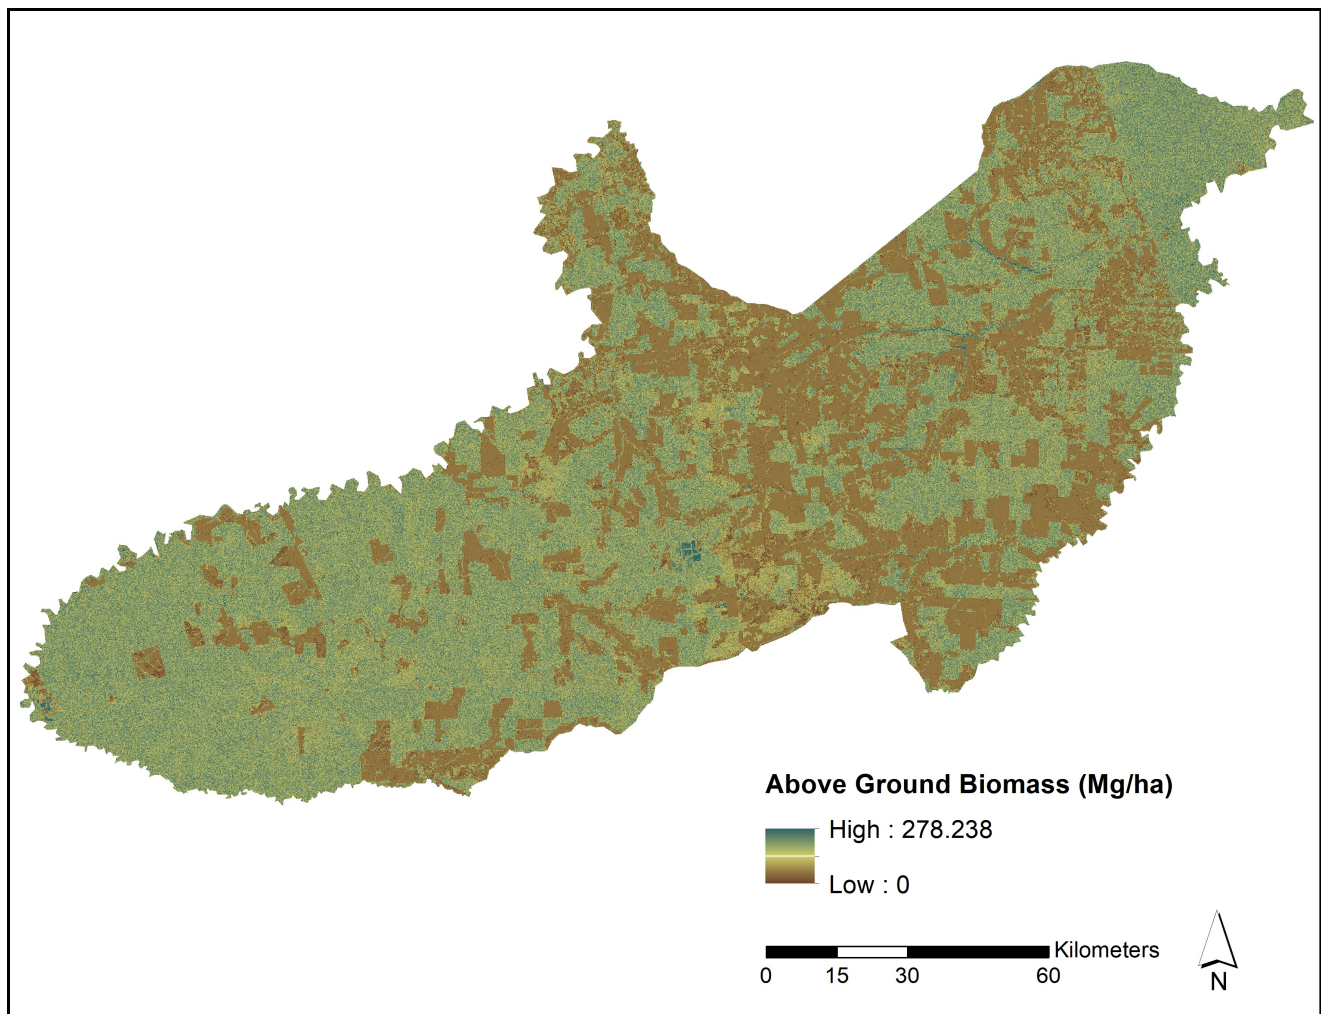 Above Ground Biomass (Mg/ha)
High : 278.238
Low : 0
Kilometers
0 15 30 60
N